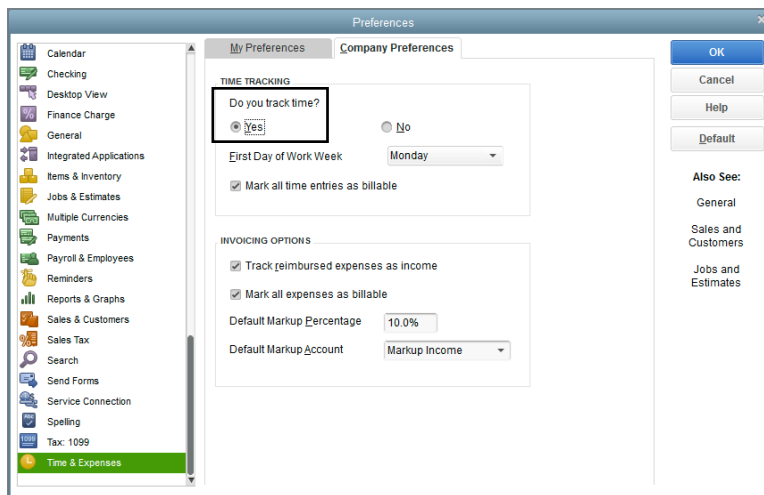 Preferences
My Preferences
Company Preferences
Calendar
Checking
Desktop View
Finance Charge
General
Integrated Applications
Items & Inventory
Jobs & Estimates
Multiple Currencies
Payments
Payroll & Employees
Reminders
Reports & Graphs
Sales & Customers
Sales Tax
Search
Send Forms
Service Connection
Spelling
Tax: 1099
Time & Expenses
TIME TRACKING
Do you track time?
Yes
No
First Day of Work Week
Monday
Mark all time entries as billable
INVOICING OPTIONS
Track reimbursed expenses as income
Mark all expenses as billable
Default Markup Percentage
10.0%
Default Markup Account
Markup Income
OK
Cancel
Help
Default
Also See:
General
Sales and
Customers
Jobs and
Estimates